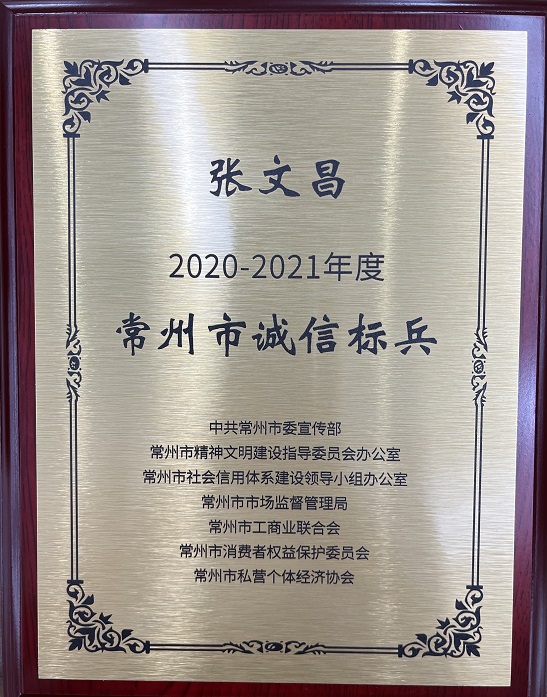 张文昌
2020-2021年度
常州市诚信标兵
中共常州市委宣传部
常州市精神文明建设指导委员会办公室
常州市社会信用体系建设领导小组办公室
常州市市场监督管理局
常州市工商业联合会
常州市消费者权益保护委员会
常州市私营个体经济协会